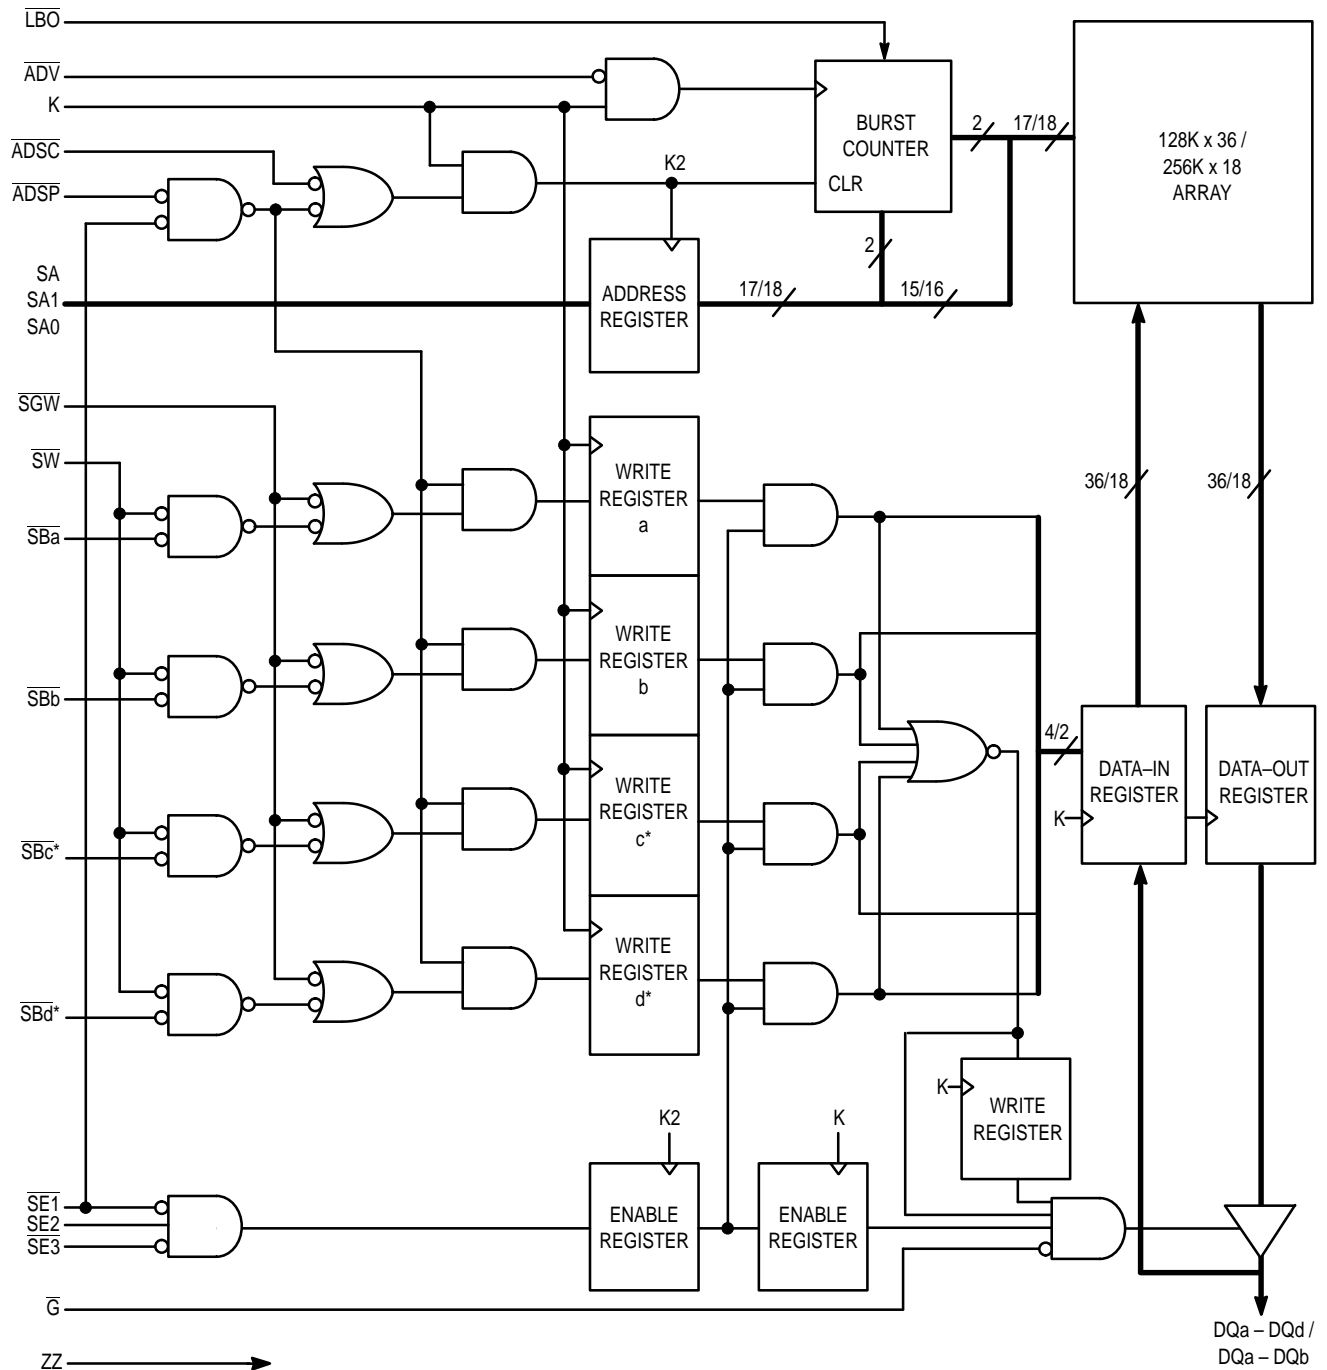 LBO
ADV
K
ADSC
ADSP
SA
SA1
SA0
SGW
SW
SBa
SBb
SBc*
SBd*
SE1
SE2
SE3
G
ZZ
K2
BURST
COUNTER
CLR
2
17/18
2
ADDRESS
REGISTER
17/18
15/16
128K x 36 /
256K x 18
ARRAY
WRITE
REGISTER
a
WRITE
REGISTER
b
WRITE
REGISTER
c*
WRITE
REGISTER
d*
36/18
36/18
4/2
DATA–IN
REGISTER
K
DATA–OUT
REGISTER
K
WRITE
REGISTER
K2
ENABLE
REGISTER
K
ENABLE
REGISTER
DQa – DQd /
DQa – DQb